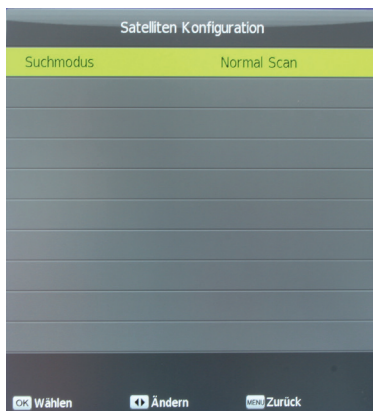 Satelliten Konfiguration
Suchmodus Normal Scan
OK Wählen Ändern MENU Zurück